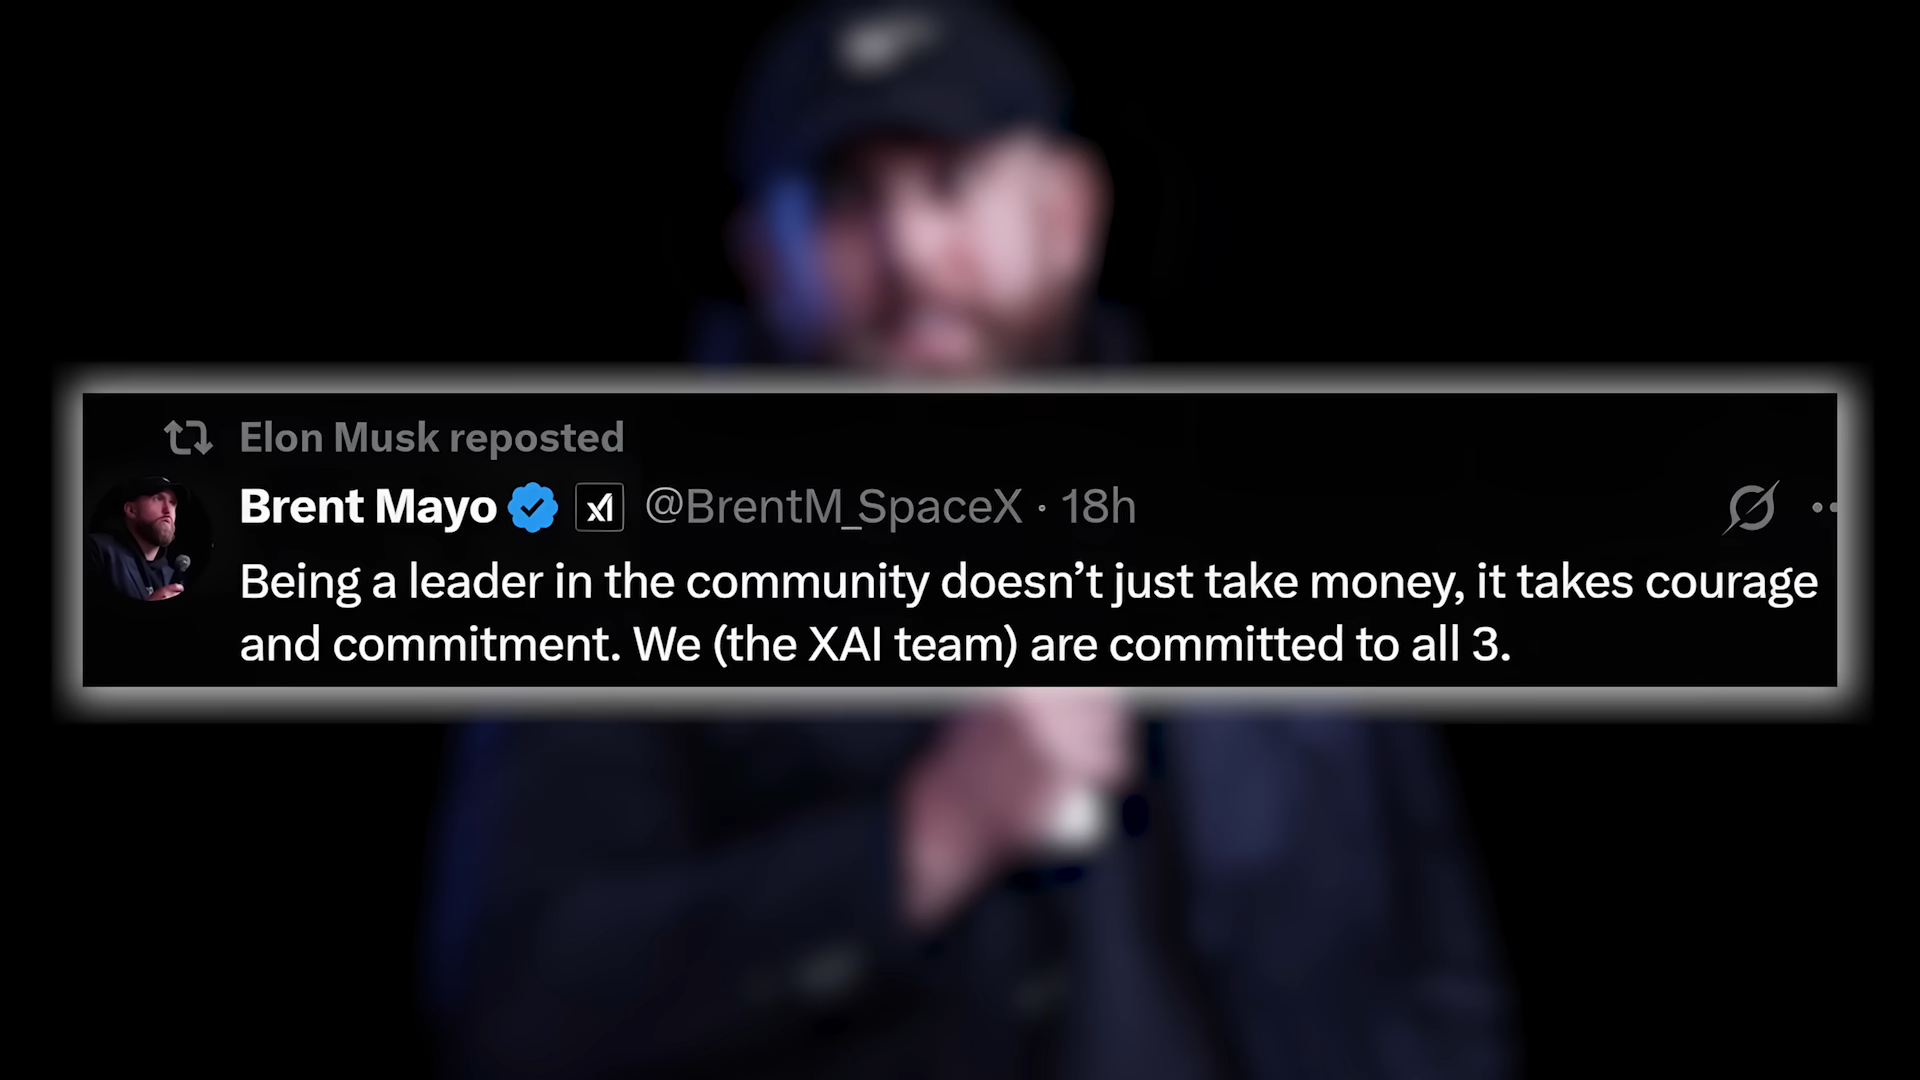 Elon Musk reposted
Brent Mayo xI @BrentM_SpaceX · 18h
Being a leader in the community doesn’t just take money, it takes courage
and commitment. We (the XAI team) are committed to all 3.